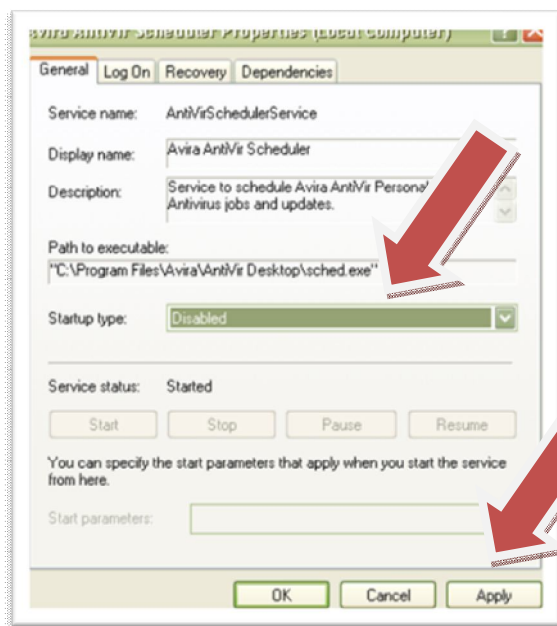 Avira AntiVir Scheduler Properties (Local Computer)
General Log On Recovery Dependencies
Service name: AntiVirSchedulerService
Display name: Avira AntiVir Scheduler
Description: Service to schedule Avira AntiVir Personal
Antivirus jobs and updates.
Path to executable:
"C:\Program Files\Avira\AntiVir Desktop\sched.exe"
Startup type: Disabled
Service status: Started
Start Stop Pause Resume
You can specify the start parameters that apply when you start the service
from here.
Start parameters:
OK Cancel Apply